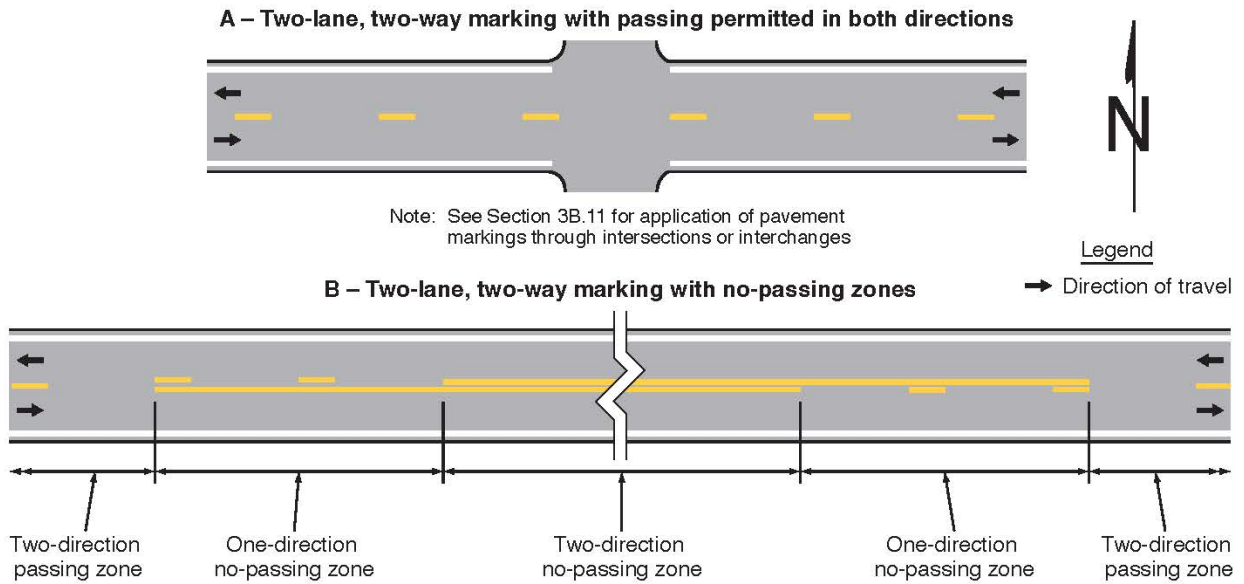 A – Two-lane, two-way marking with passing permitted in both directions
N
Note: See Section 3B.11 for application of pavement
markings through intersections or interchanges
Legend
Direction of travel
B – Two-lane, two-way marking with no-passing zones
Two-direction
passing zone
One-direction
no-passing zone
Two-direction
no-passing zone
One-direction
no-passing zone
Two-direction
passing zone